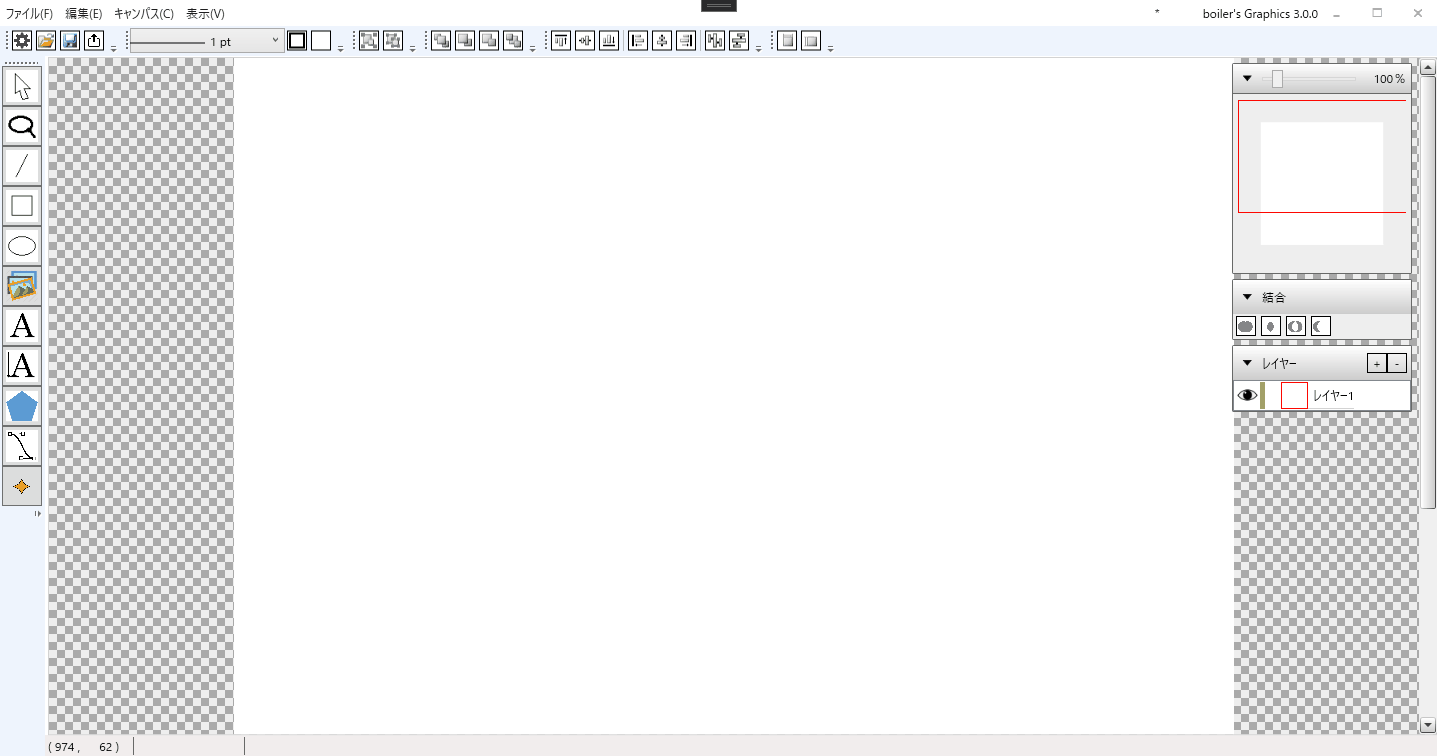 ファイル(F) 編集(E) キャンバス(C) 表示(V) * boiler's Graphics 3.0.0
1 pt
100 %
結合
A
A
レイヤー + -
レイヤー1
( 974 , 62 )